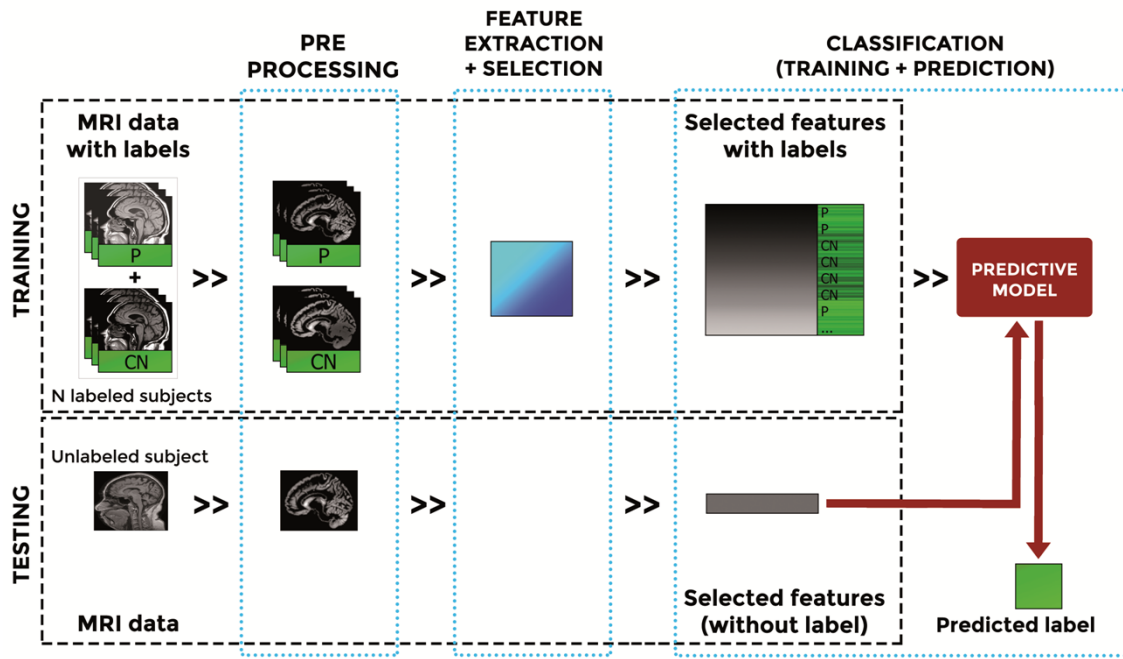 PRE
PROCESSING
FEATURE
EXTRACTION
+ SELECTION
CLASSIFICATION
(TRAINING + PREDICTION)
TRAINING
MRI data
with labels
P
+
CN
N labeled subjects
>>
P
CN
>>
>>
Selected features
with labels
P
P
CN
CN
CN
CN
P
...
>>
PREDICTIVE
MODEL
TESTING
Unlabeled subject
MRI data
>>
>>
>>
Selected features
(without label)
Predicted label